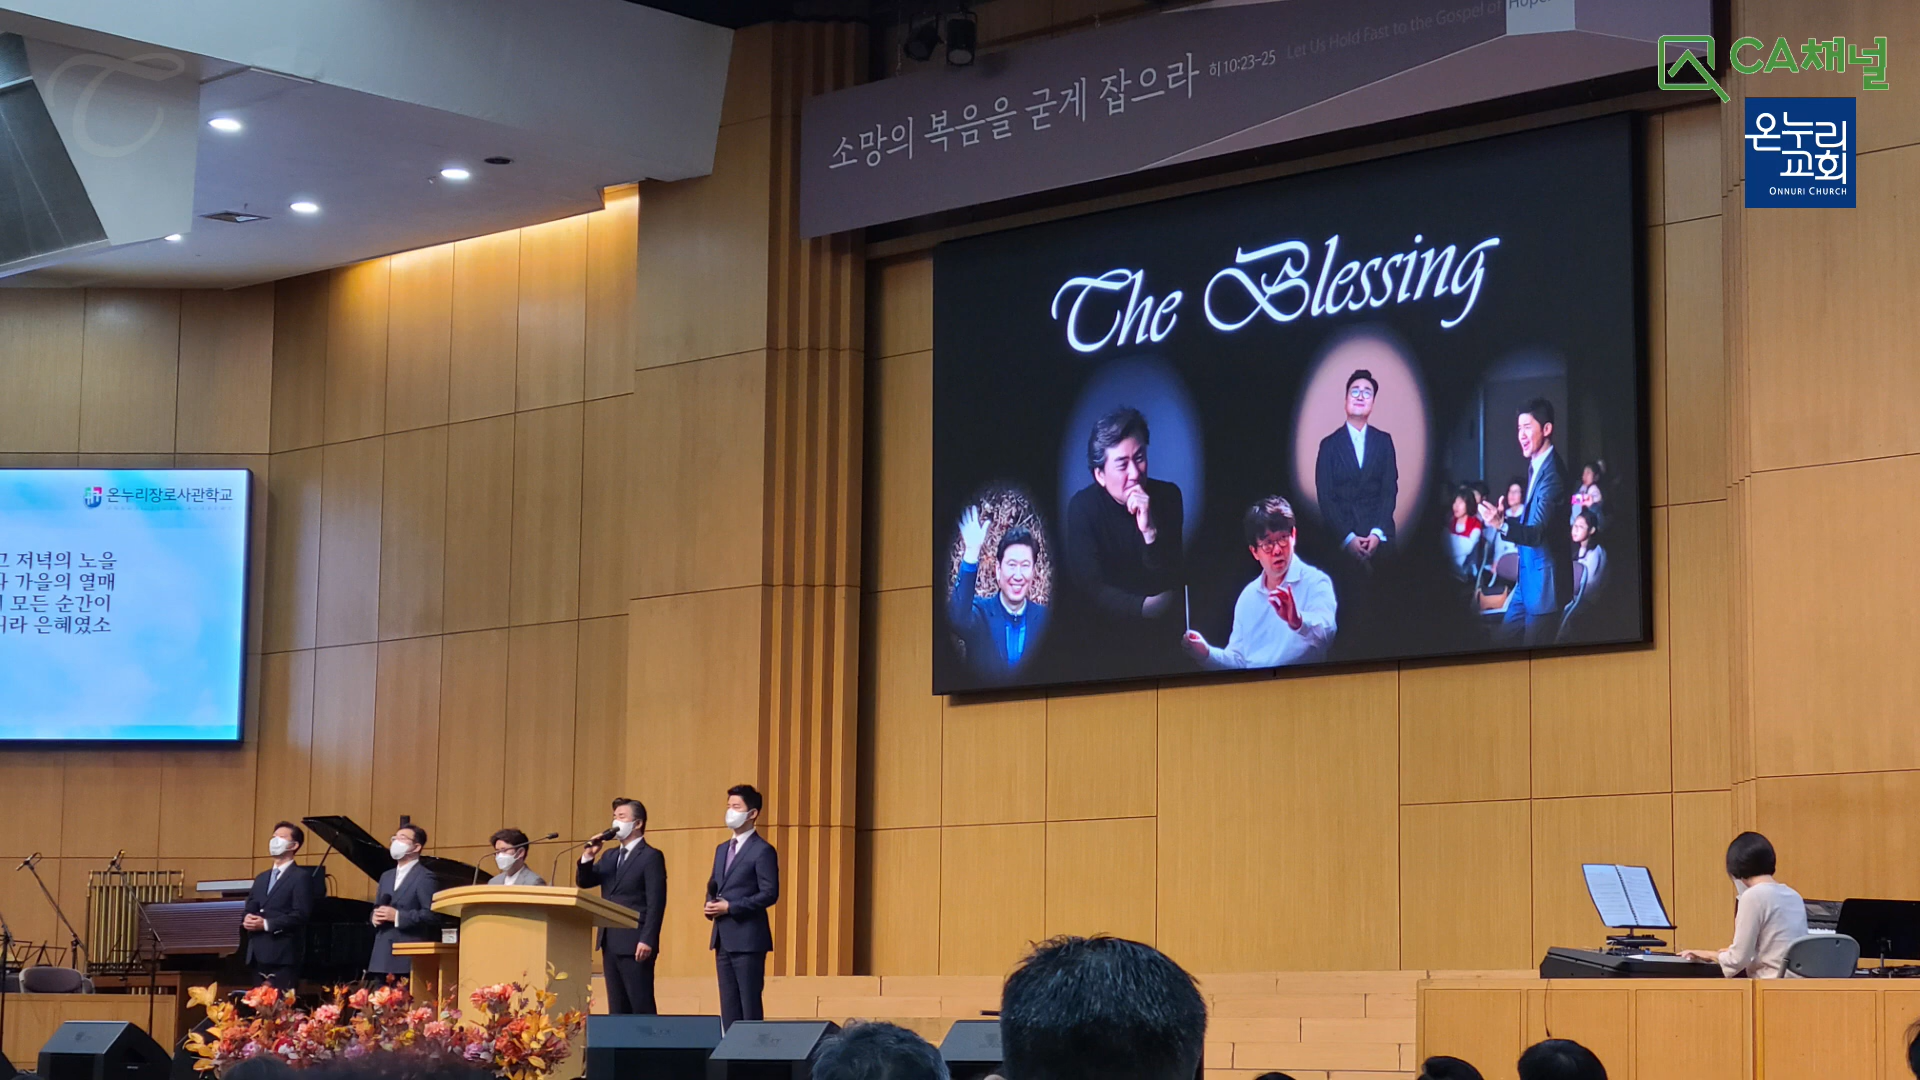 소망의 복음을 굳게 잡으라 히10:23-25 Let Us Hold Fast to the Gospel of Hope
CA채널
온누리
교회
ONNURI CHURCH
The Blessing
온누리장로사관학교
저녁의 노을
가을의 열매
모든 순간이
은혜였소